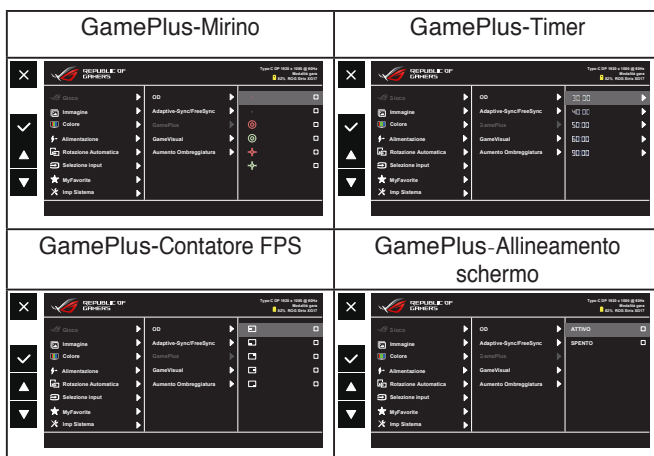 GamePlus-Mirino
GamePlus-Timer
REPUBLIC OF
GAMERS
Type-C DP 1920 x 1080 @ 60Hz
Modalità gara
82% ROG Strix XG17
Gioco
Immagine
Colore
Alimentazione
Rotazione Automatica
Selezione input
MyFavorite
Imp Sistema
OD
Adaptive-Sync/FreeSync
GamePlus
GameVisual
Aumento Ombreggiatura
REPUBLIC OF
GAMERS
Type-C DP 1920 x 1080 @ 60Hz
Modalità gara
82% ROG Strix XG17
Immagine
Colore
Alimentazione
Rotazione Automatica
Selezione input
MyFavorite
Imp Sistema
OD
Adaptive-Sync/FreeSync
GameVisual
Aumento Ombreggiatura
30:00
40:00
50:00
60:00
90:00
GamePlus-Contatore FPS
GamePlus-Allineamento
schermo
REPUBLIC OF
GAMERS
Type-C DP 1920 x 1080 @ 60Hz
Modalità gara
82% ROG Strix XG17
Gioco
Immagine
Colore
Alimentazione
Rotazione Automatica
Selezione input
MyFavorite
Imp Sistema
OD
Adaptive-Sync/FreeSync
GamePlus
GameVisual
Aumento Ombreggiatura
REPUBLIC OF
GAMERS
Type-C DP 1920 x 1080 @ 60Hz
Modalità gara
82% ROG Strix XG17
Immagine
Colore
Alimentazione
Rotazione Automatica
Selezione input
MyFavorite
Imp Sistema
OD
Adaptive-Sync/FreeSync
GameVisual
Aumento Ombreggiatura
ATTIVO
SPENTO